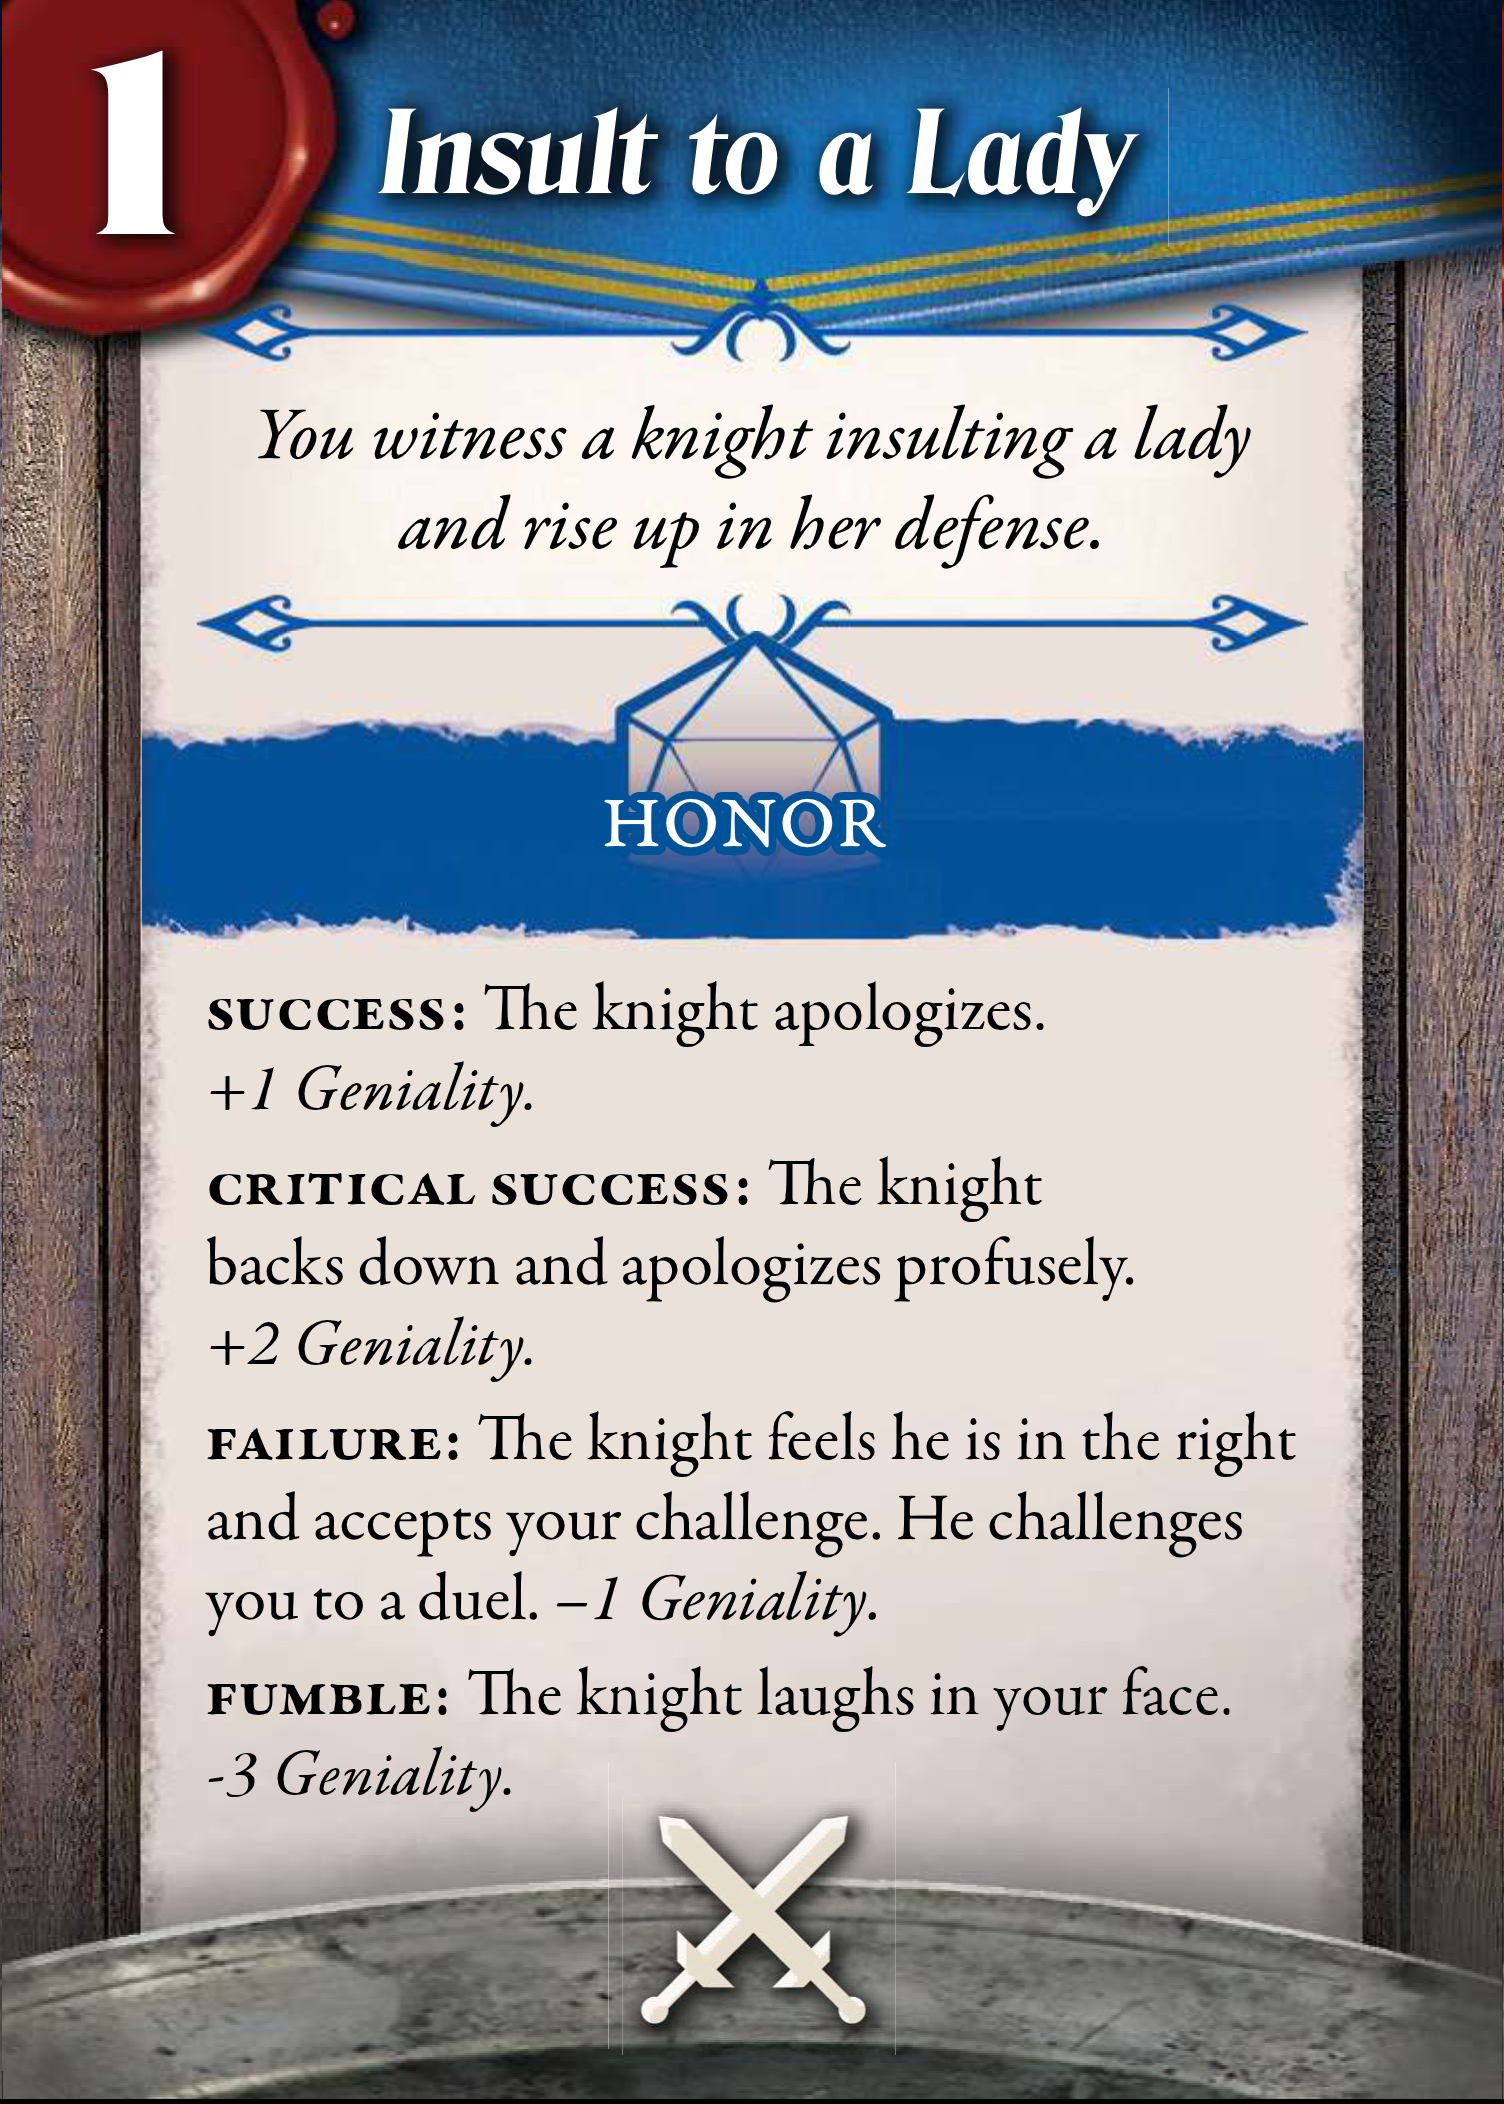 1
Insult to a Lady
You witness a knight insulting a lady
and rise up in her defense.
HONOR
SUCCESS: The knight apologizes.
+1 Geniality.
CRITICAL SUCCESS: The knight
backs down and apologizes profusely.
+2 Geniality.
FAILURE: The knight feels he is in the right
and accepts your challenge. He challenges
you to a duel. –1 Geniality.
FUMBLE: The knight laughs in your face.
-3 Geniality.